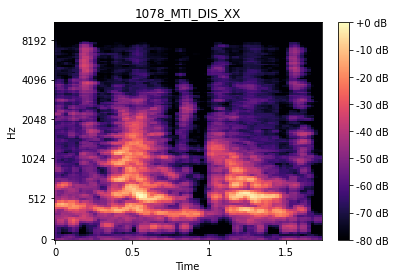 1078_MTI_DIS_XX
8192
4096
2048
1024
512
0
Hz
0
0.5
1
1.5
Time
+0 dB
-10 dB
-20 dB
-30 dB
-40 dB
-50 dB
-60 dB
-70 dB
-80 dB